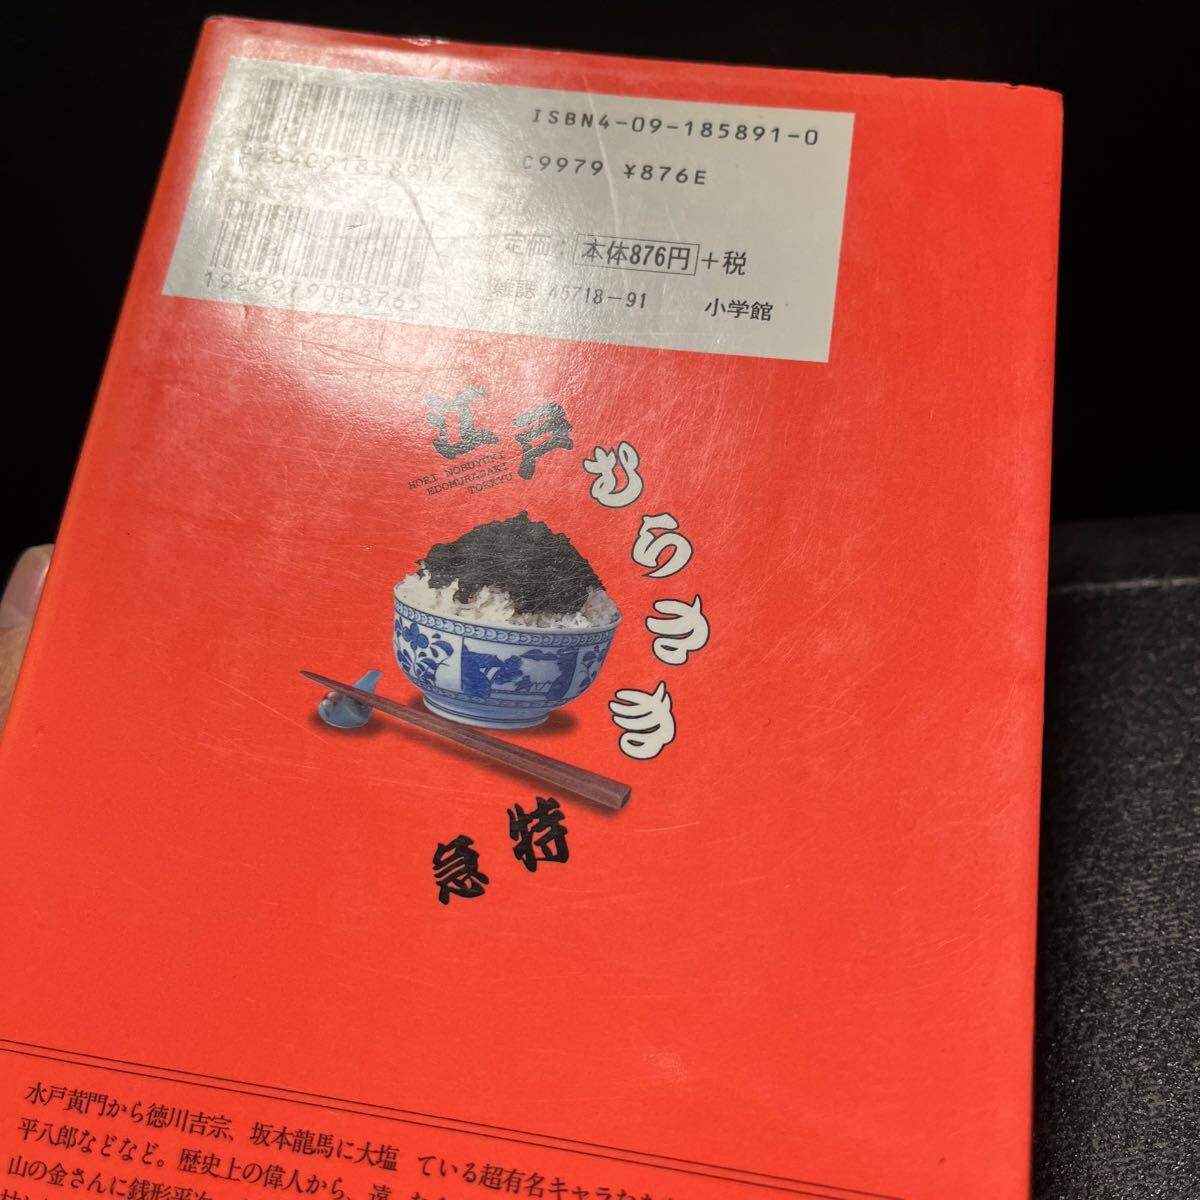 ISBN4-09-185891-0
9784091858917
C9979 ¥876E
定価：本体876円+税
1929979008765
雑誌 45718-91
小学館
江戸むらさき特急
HORI NOBUYUKI
EDOMURASAKI
TOKKYU
水戸黄門から徳川吉宗、坂本龍馬に大塩
平八郎などなど。歴史上の偉人から、遠
山の金さんに銭形平次
ている超有名キャラ